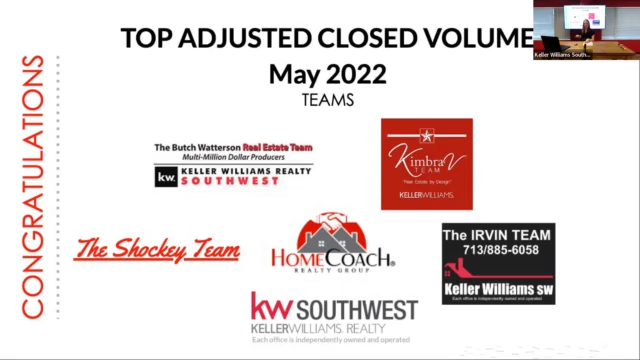 TOP ADJUSTED CLOSED VOLUME
May 2022
TEAMS
CONGRATULATIONS
Keller Williams South...
The Butch Watterson Real Estate Team
Multi-Million Dollar Producers
kw. KELLER WILLIAMS REALTY
SOUTHWEST
Kimbra V
TEAM
"Real Estate by Design"
KELLERWILLIAMS.
The Shockey Team
HOMECOACH®
REALTY GROUP
The IRVIN TEAM
713/885-6058
Keller Williams SW
Each office is independently owned and operated
kw SOUTHWEST
KELLERWILLIAMS. REALTY
Each office is independently owned and operated